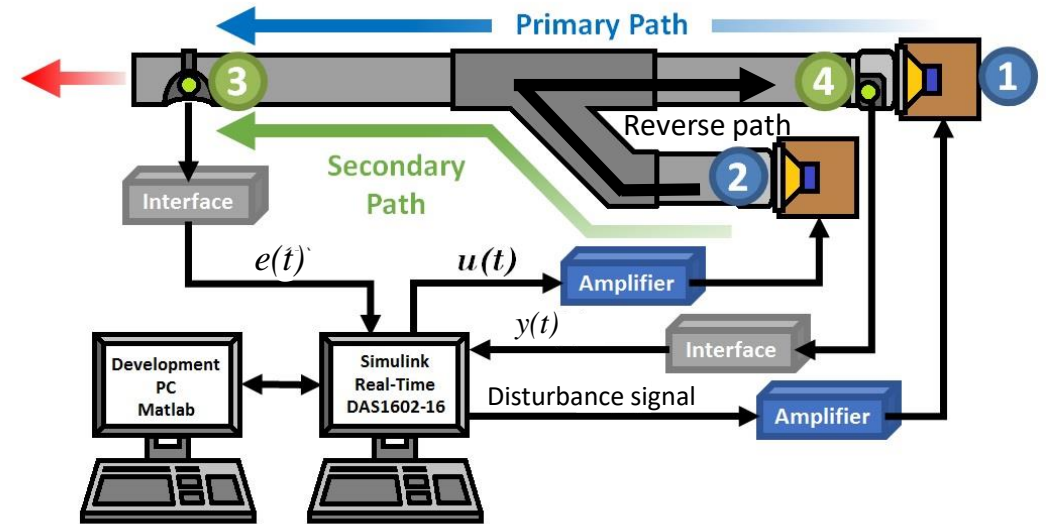 Primary Path
3
4
1
Reverse path
2
Secondary
Path
Interface
e(t)
u(t)
Amplifier
y(t)
Interface
Development
PC
Matlab
Simulink
Real-Time
DAS1602-16
Disturbance signal
Amplifier